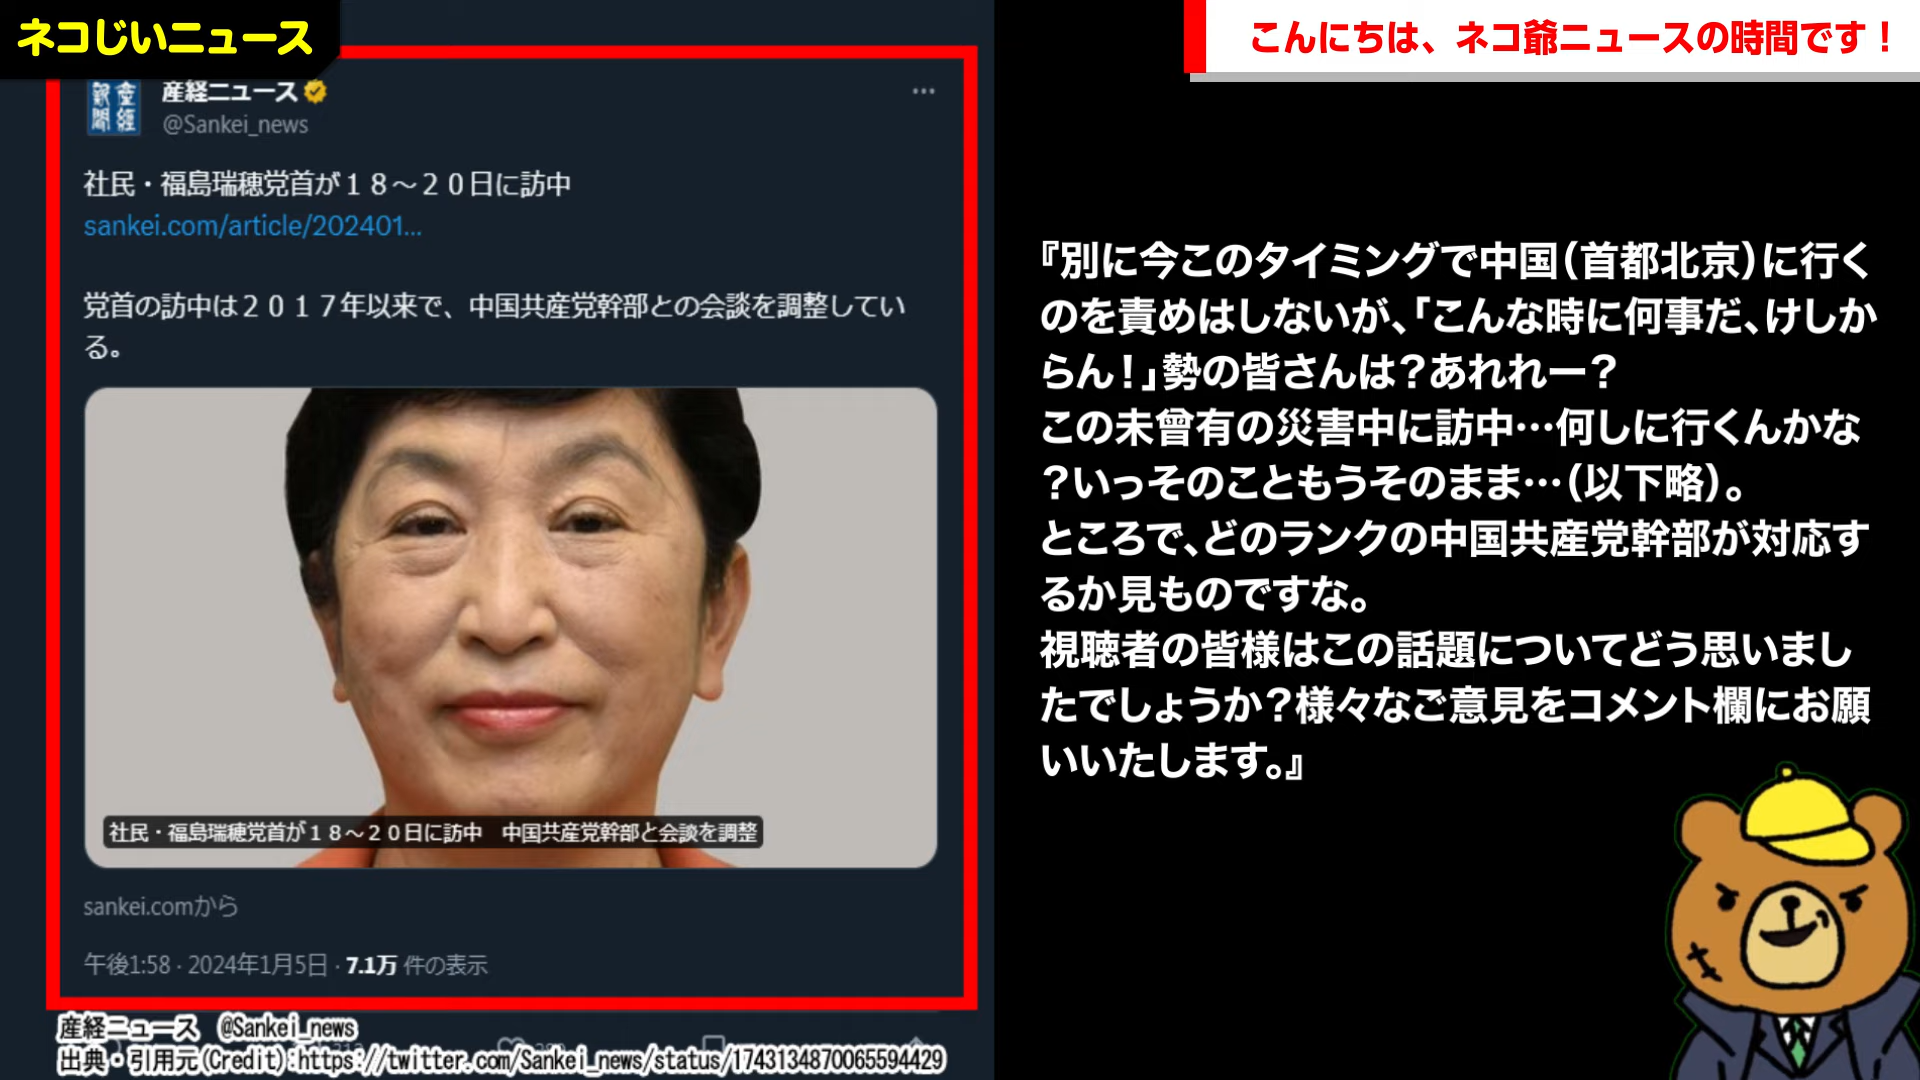 ネコじいニュース
こんにちは、ネコ爺ニュースの時間です！
産経新聞
産経ニュース
@Sankei_news
社民・福島瑞穂党首が１８〜２０日に訪中
sankei.com/article/202401...
党首の訪中は２０１７年以来で、中国共産党幹部との会談を調整してい
る。
社民・福島瑞穂党首が１８〜２０日に訪中　中国共産党幹部と会談を調整
sankei.comから
午後1:58 · 2024年1月5日 · 7.1万 件の表示
産経ニュース　@Sankei_news
出典・引用元(Credit):https://twitter.com/Sankei_news/status/1743134870065594429
『別に今このタイミングで中国（首都北京）に行く
のを責めはしないが、「こんな時に何事だ、けしか
らん！」勢の皆さんは？あれれー？
この未曾有の災害中に訪中…何しに行くんかな
？いっそのこともうそのまま…（以下略）。
ところで、どのランクの中国共産党幹部が対応す
るか見ものですな。
視聴者の皆様はこの話題についてどう思いまし
たでしょうか？様々なご意見をコメント欄にお願
いいたします。』